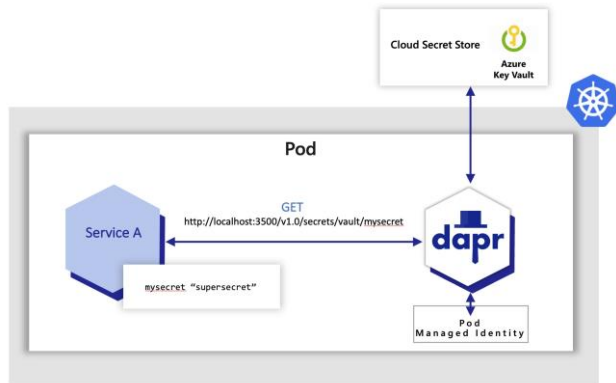 Cloud Secret Store
Azure
Key Vault
Pod
GET
http://localhost:3500/v1.0/secrets/vault/mysecret
Service A
dapr
mysecret “supersecret”
Pod
Managed Identity